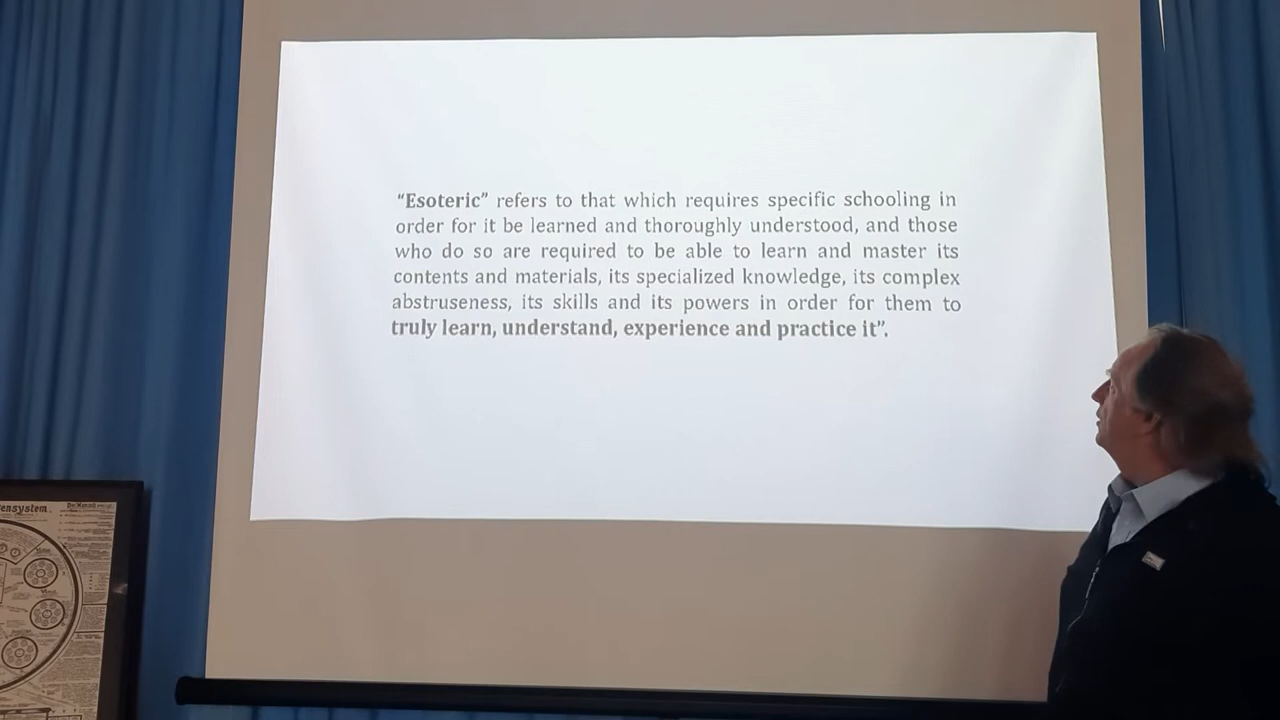 “Esoteric” refers to that which requires specific schooling in
order for it be learned and thoroughly understood, and those
who do so are required to be able to learn and master its
contents and materials, its specialized knowledge, its complex
abstruseness, its skills and its powers in order for them to
truly learn, understand, experience and practice it”.